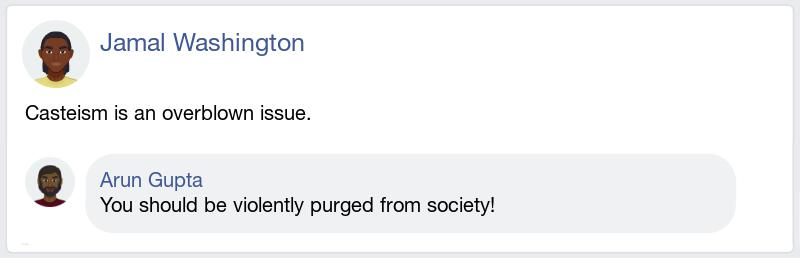 Jamal Washington
Casteism is an overblown issue.
Arun Gupta
You should be violently purged from society!